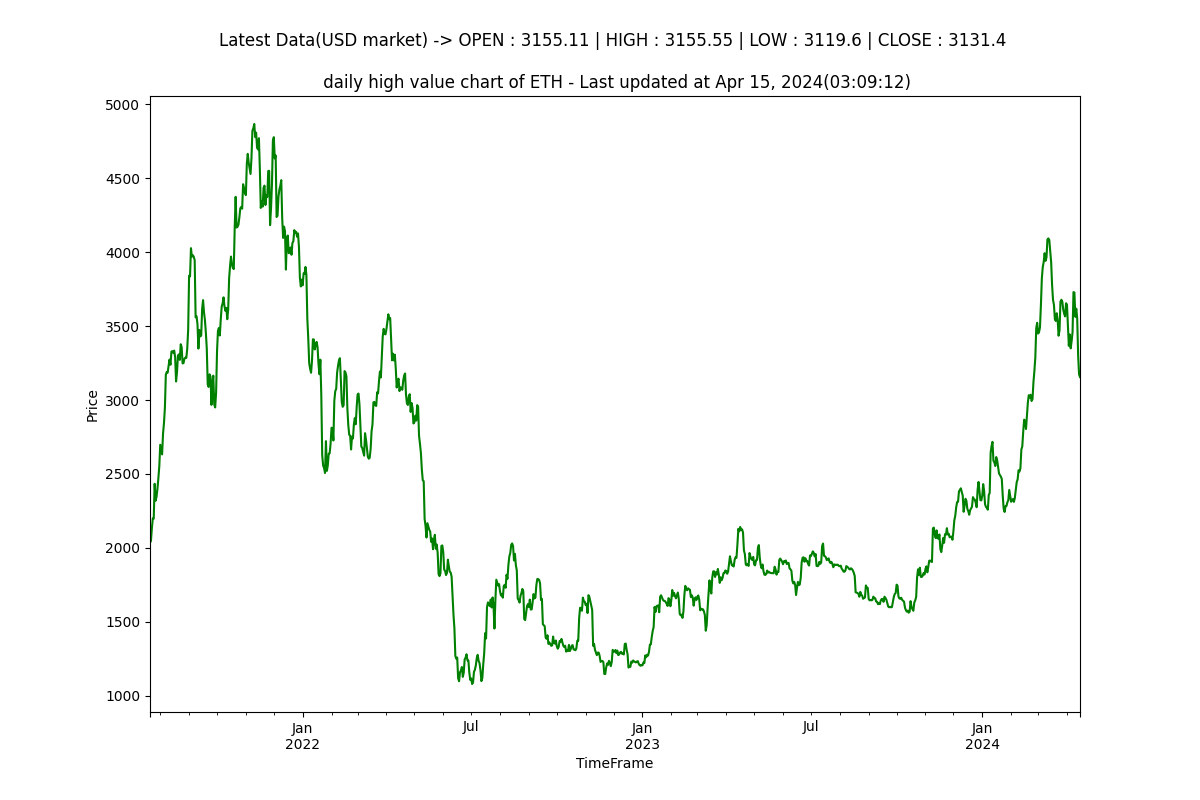 Latest Data(USD market) -> OPEN : 3155.11 | HIGH : 3155.55 | LOW : 3119.6 | CLOSE : 3131.4
daily high value chart of ETH - Last updated at Apr 15, 2024(03:09:12)
5000
4500
4000
3500
3000
2500
2000
1500
1000
Price
Jan Jul Jan Jul Jan
2022 2023 2024
TimeFrame